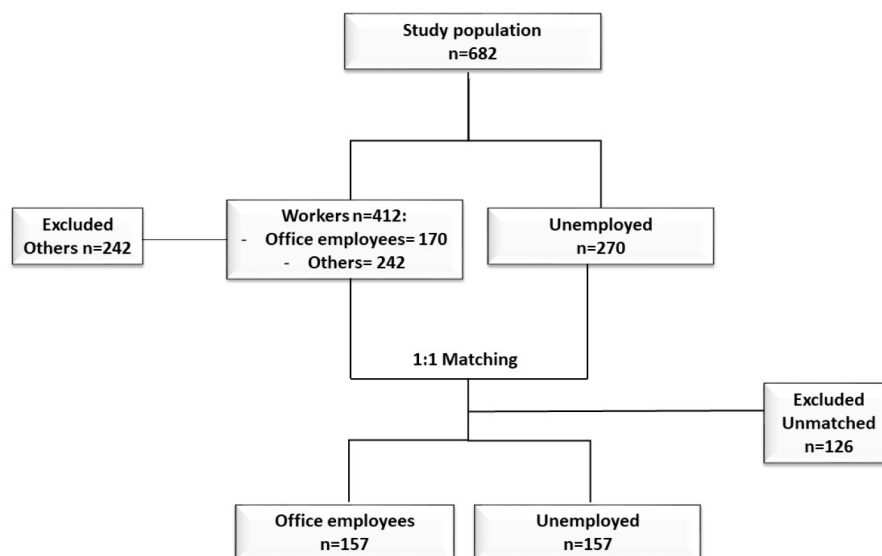 Study population
n=682
Excluded
Others n=242
Workers n=412:
- Office employees= 170
- Others= 242
Unemployed
n=270
1:1 Matching
Excluded
Unmatched
n=126
Office employees
n=157
Unemployed
n=157